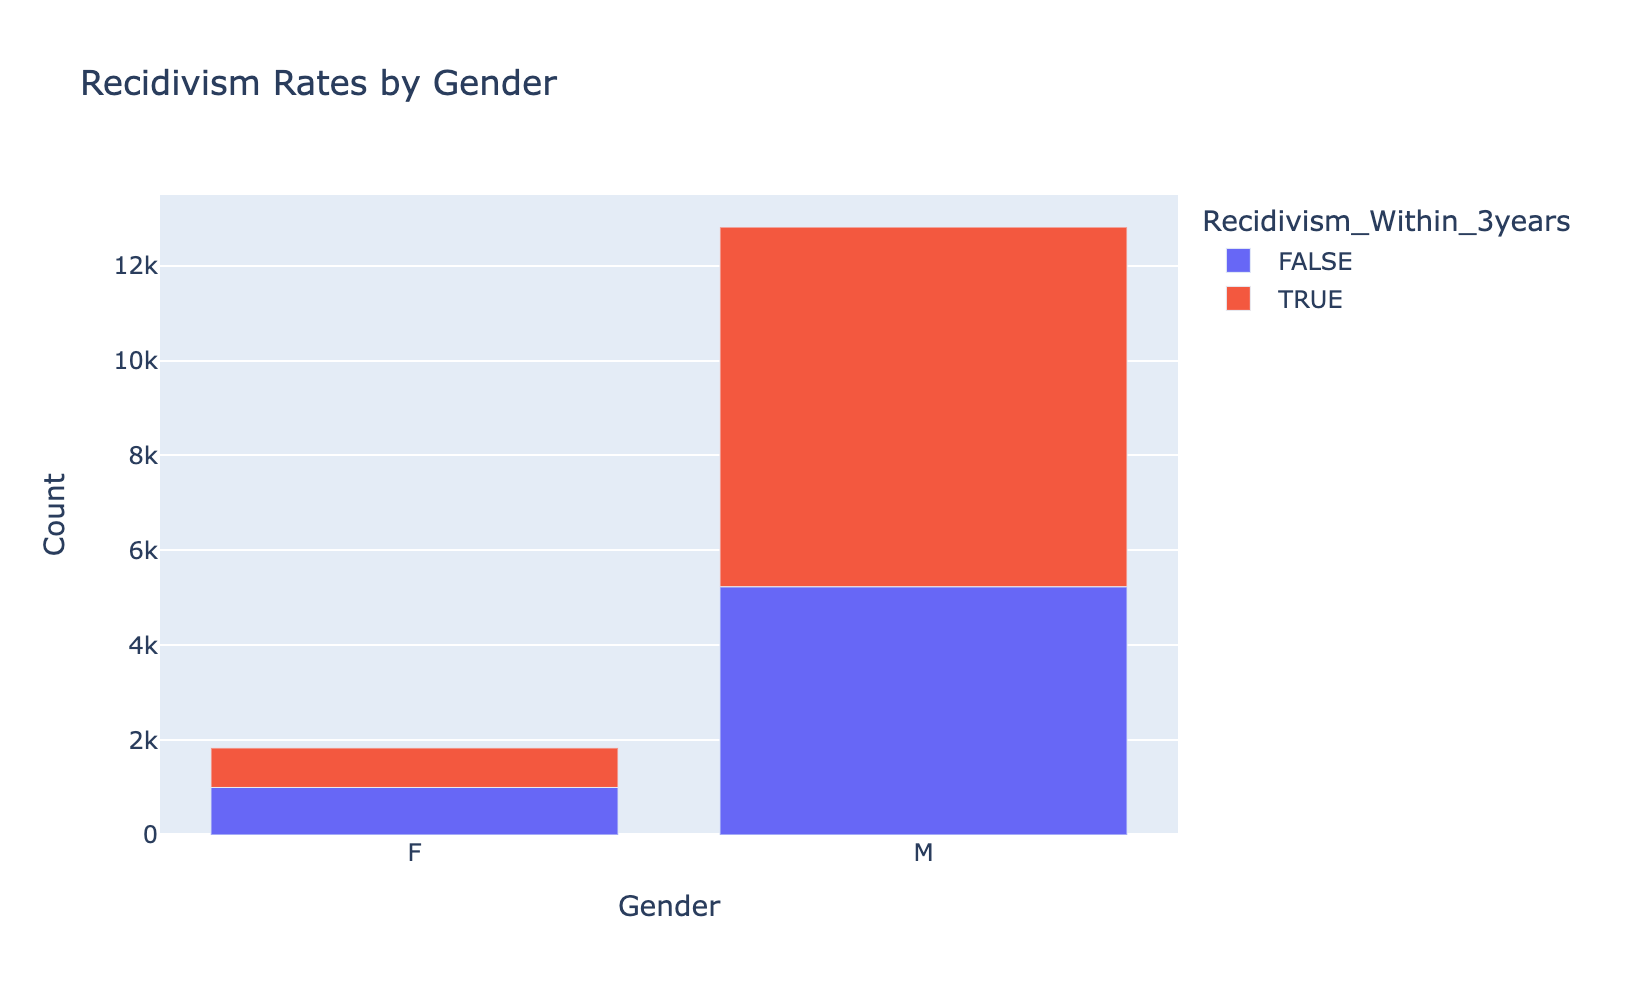 Recidivism Rates by Gender
Recidivism_Within_3years
FALSE
TRUE
12k
10k
8k
6k
4k
2k
0
Count
F
M
Gender